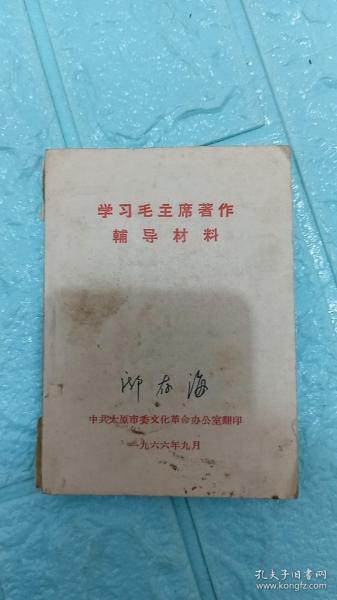 学习毛主席著作
輔导材料
中共太原市委文化革命办公室翻印
一九六六年九月
孔夫子旧书网